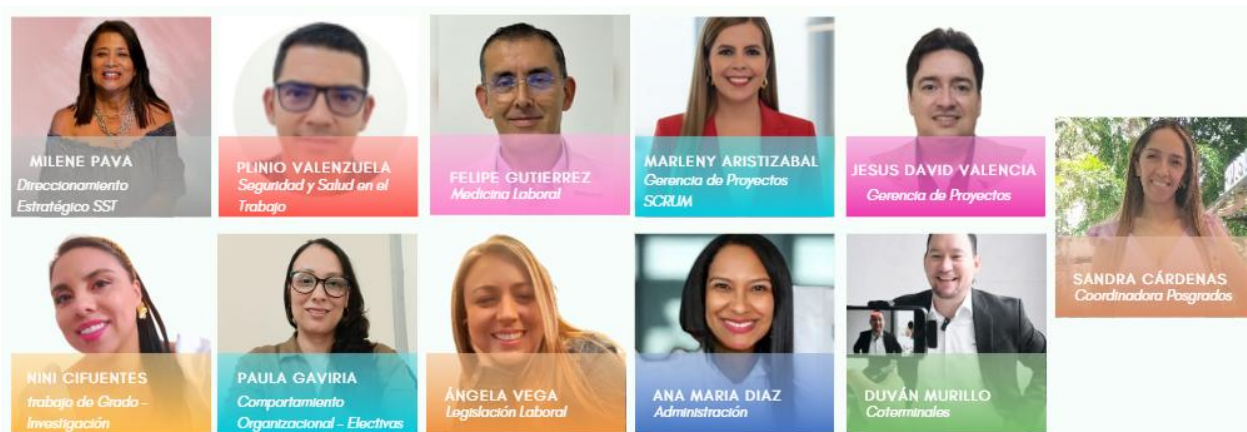 MILENE PAVA
Direccionamiento
Estratégico SST
PLINIO VALENZUELA
Seguridad y Salud en el
Trabajo
FELIPE GUTIERREZ
Medicina Laboral
MARLENY ARISTIZABAL
Gerencia de Proyectos
SCRUM
JESUS DAVID VALENCIA
Gerencia de Proyectos
SANDRA CÁRDENAS
Coordinadora Posgrados
NINI CIFUENTES
trabajo de Grado -
Investigación
PAULA GAVIRIA
Comportamiento
Organizacional - Electivas
ÁNGELA VEGA
Legislación Laboral
ANA MARIA DIAZ
Administración
DUVÁN MURILLO
Coterminales